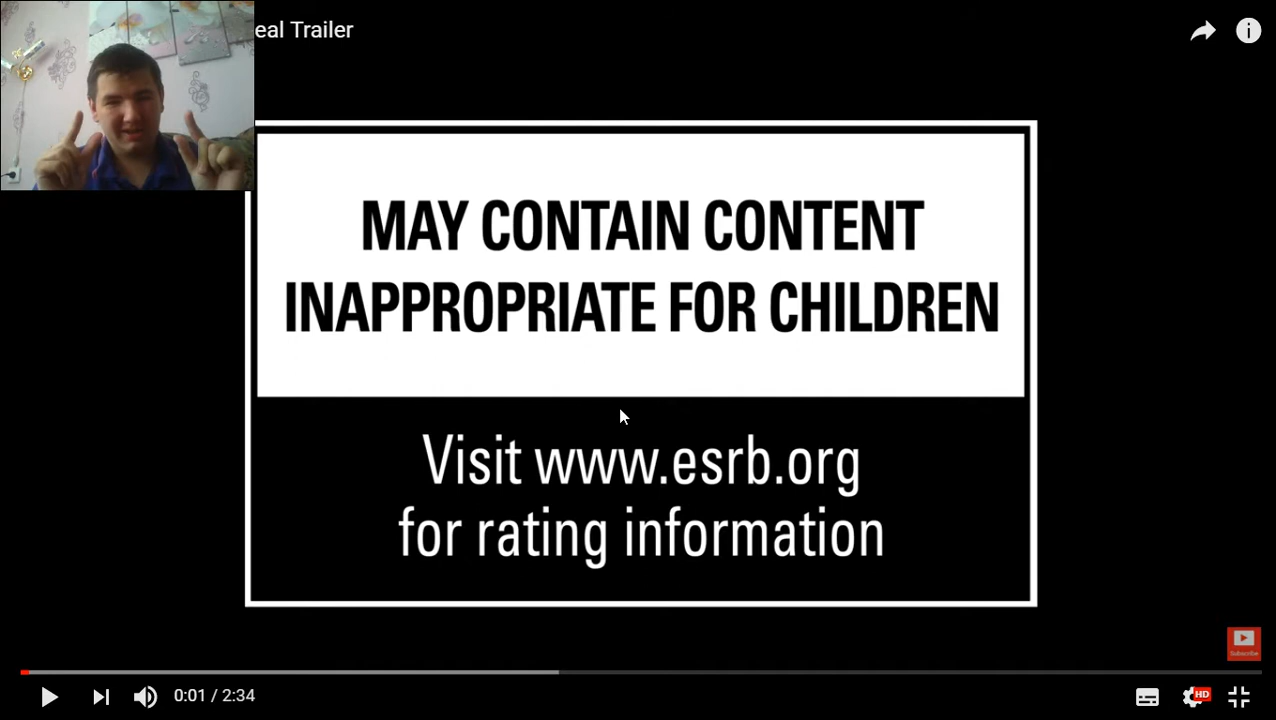 eal Trailer
MAY CONTAIN CONTENT
INAPPROPRIATE FOR CHILDREN
Visit www.esrb.org
for rating information
Subscribe
0:01 / 2:34
HD